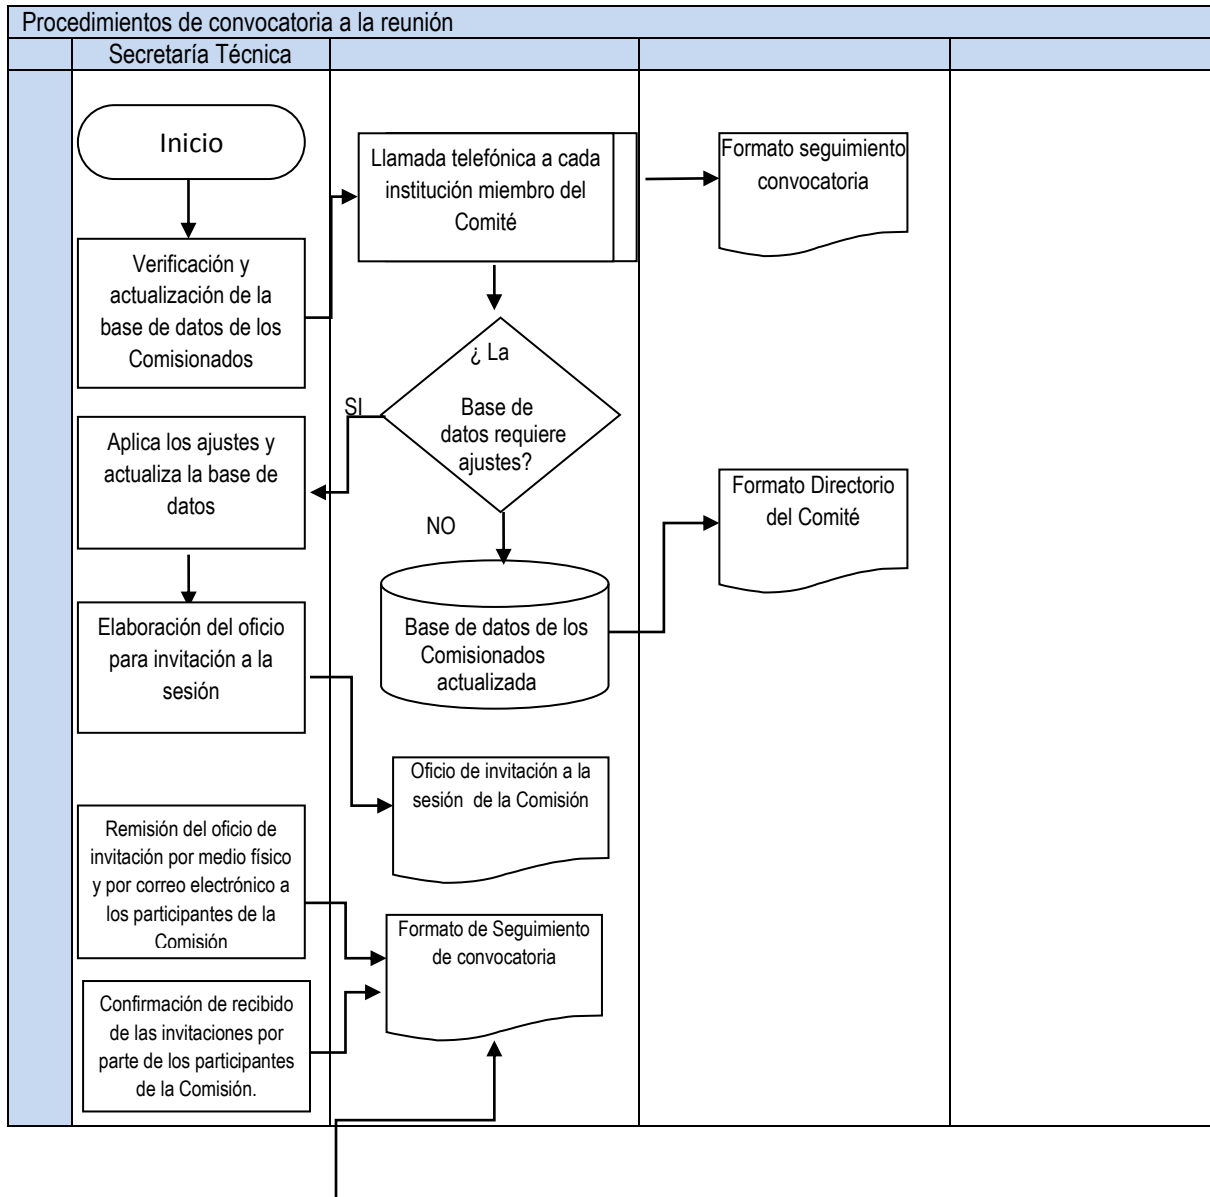 Procedimientos de convocatoria a la reunión
Secretaría Técnica
Inicio
Verificación y
actualización de la
base de datos de los
Comisionados
Aplica los ajustes y
actualiza la base de
datos
Elaboración del oficio
para invitación a la
sesión
Remisión del oficio de
invitación por medio físico
y por correo electrónico a
los participantes de la
Comisión
Confirmación de recibido
de las invitaciones por
parte de los participantes
de la Comisión.
Llamada telefónica a cada
institución miembro del
Comité
¿ La
Base de
datos requiere
ajustes?
SI
NO
Base de datos de los
Comisionados
actualizada
Oficio de invitación a la
sesión de la Comisión
Formato de Seguimiento
de convocatoria
Formato seguimiento
convocatoria
Formato Directorio
del Comité